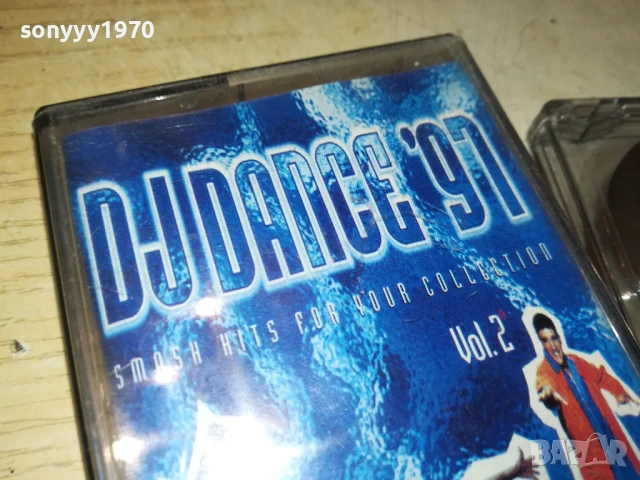 sonyyy1970
DJ DANCE '97
SMASH HITS FOR YOUR COLLECTION
Vol.2
BAZAR